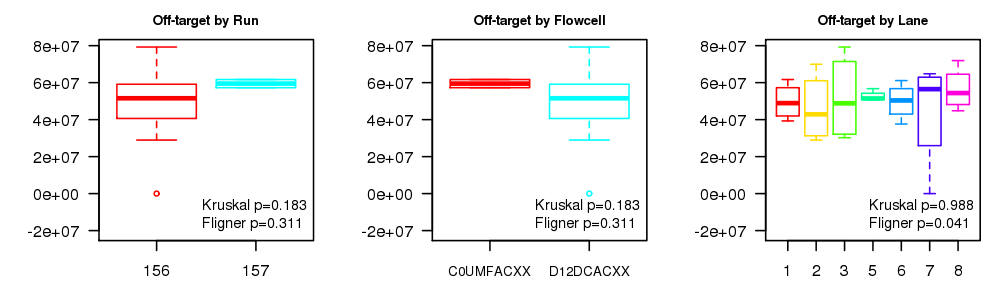 Off-target by Run
8e+07
6e+07
4e+07
2e+07
0e+00
-2e+07
Kruskal p=0.183
Fligner p=0.311
156 157
Off-target by Flowcell
8e+07
6e+07
4e+07
2e+07
0e+00
-2e+07
Kruskal p=0.183
Fligner p=0.311
C0UMFACXX D12DCACXX
Off-target by Lane
8e+07
6e+07
4e+07
2e+07
0e+00
-2e+07
Kruskal p=0.988
Fligner p=0.041
1 2 3 5 6 7 8